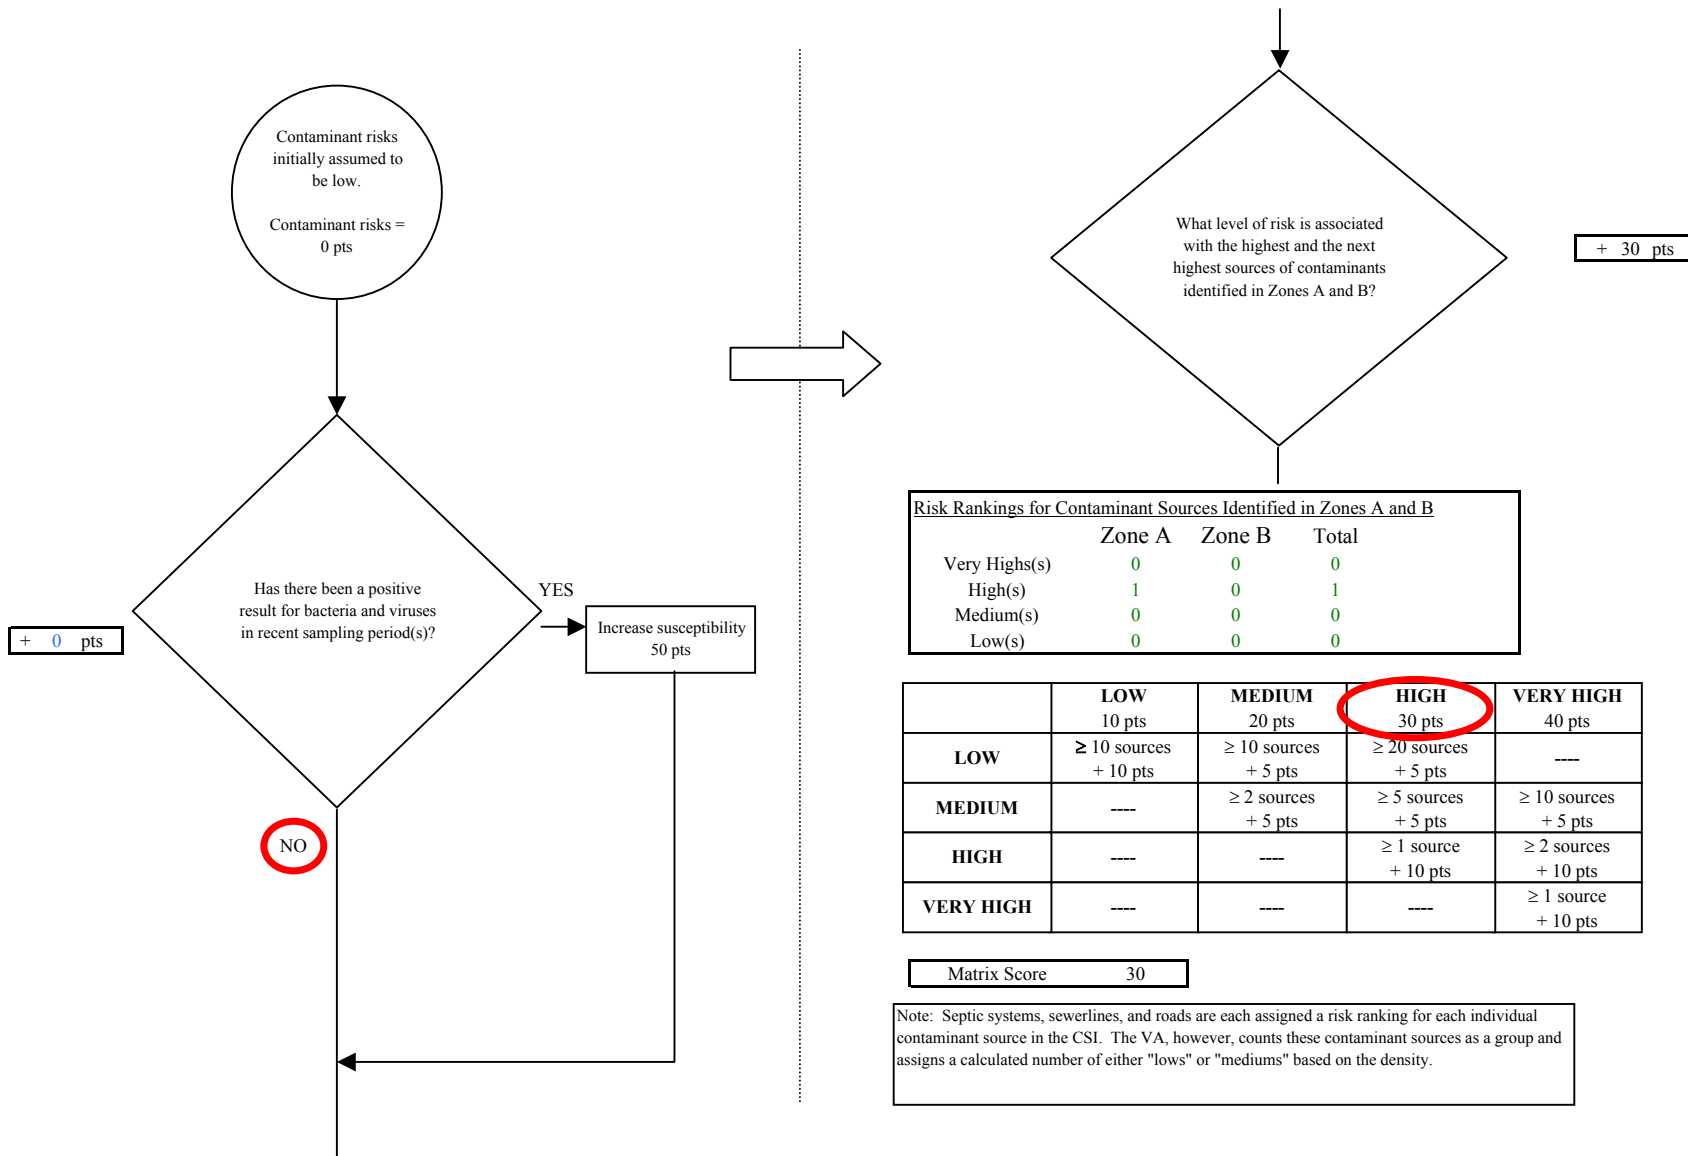 Contaminant risks
initially assumed to
be low.
Contaminant risks =
0 pts
Has there been a positive
result for bacteria and viruses
in recent sampling period(s)?
YES
+ 0 pts
Increase susceptibility
50 pts
NO
What level of risk is associated
with the highest and the next
highest sources of contaminants
identified in Zones A and B?
+ 30 pts
Risk Rankings for Contaminant Sources Identified in Zones A and B
Zone A Zone B Total
Very Highs(s) 0 0 0
High(s) 1 0 1
Medium(s) 0 0 0
Low(s) 0 0 0
LOW MEDIUM HIGH VERY HIGH
10 pts 20 pts 30 pts 40 pts
LOW ≥ 10 sources + 10 pts ≥ 10 sources + 5 pts ≥ 20 sources + 5 pts ----
MEDIUM ---- ≥ 2 sources + 5 pts ≥ 5 sources + 5 pts ≥ 10 sources + 5 pts
HIGH ---- ---- ≥ 1 source + 10 pts ≥ 2 sources + 10 pts
VERY HIGH ---- ---- ---- ≥ 1 source + 10 pts
Matrix Score 30
Note: Septic systems, sewerlines, and roads are each assigned a risk ranking for each individual
contaminant source in the CSI. The VA, however, counts these contaminant sources as a group and
assigns a calculated number of either "lows" or "mediums" based on the density.